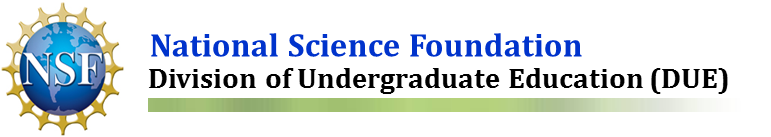 NSF
National Science Foundation
Division of Undergraduate Education (DUE)